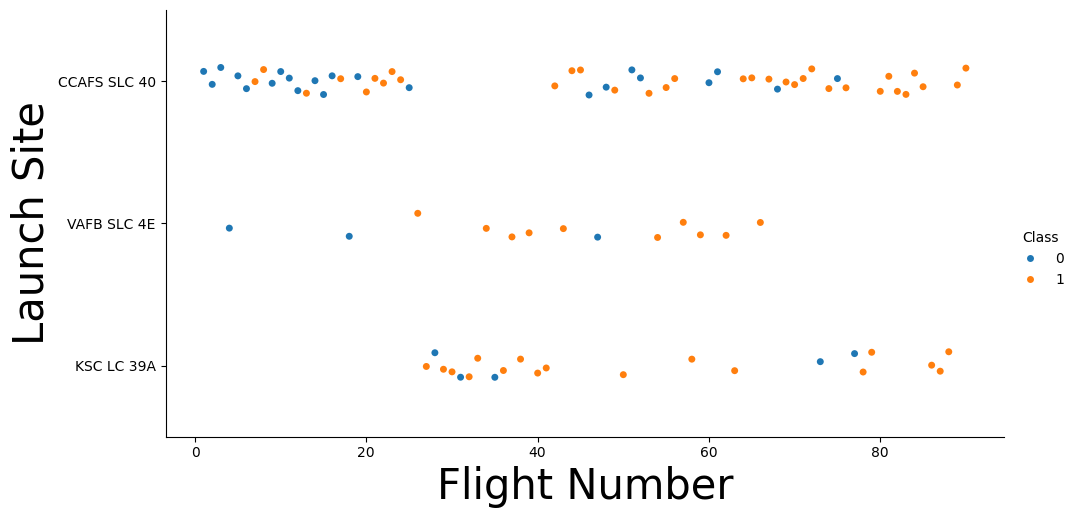 CCAFS SLC 40
VAFB SLC 4E
KSC LC 39A
Launch Site
0 20 40 60 80
Flight Number
Class
0
1